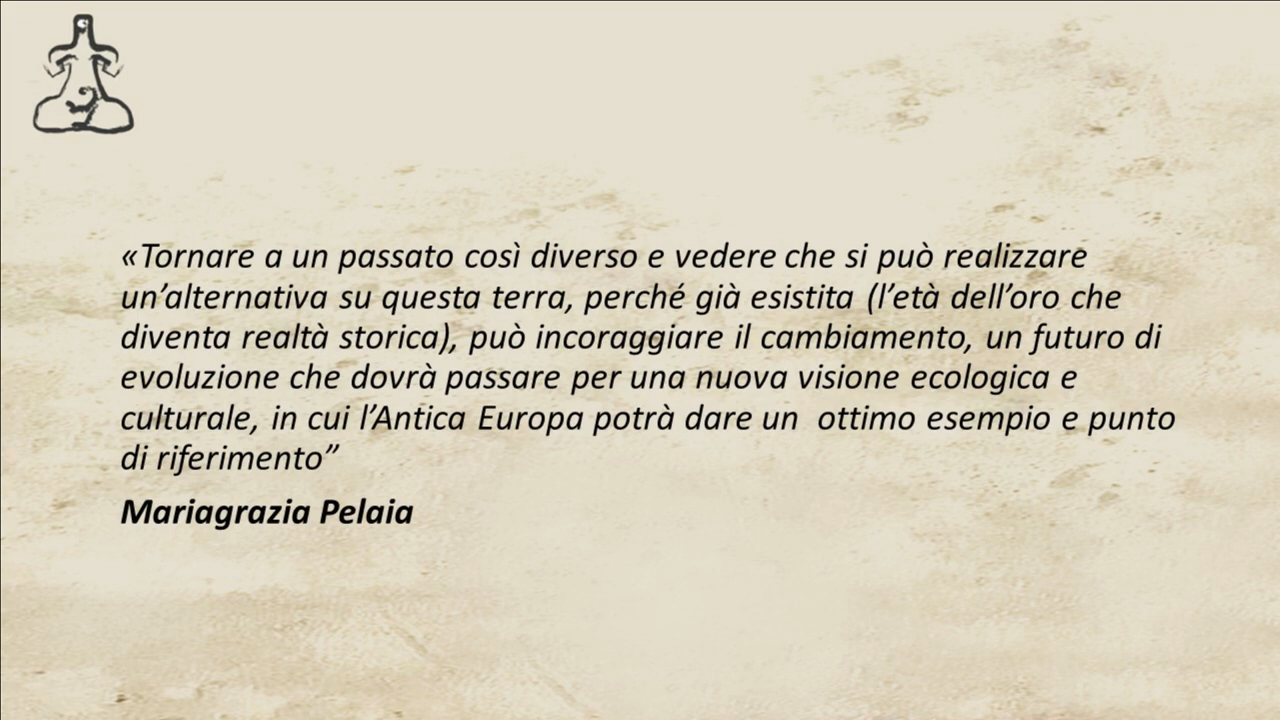 «Tornare a un passato così diverso e vedere che si può realizzare
un’alternativa su questa terra, perché già esistita (l’età dell’oro che
diventa realtà storica), può incoraggiare il cambiamento, un futuro di
evoluzione che dovrà passare per una nuova visione ecologica e
culturale, in cui l’Antica Europa potrà dare un  ottimo esempio e punto
di riferimento”
Mariagrazia Pelaia